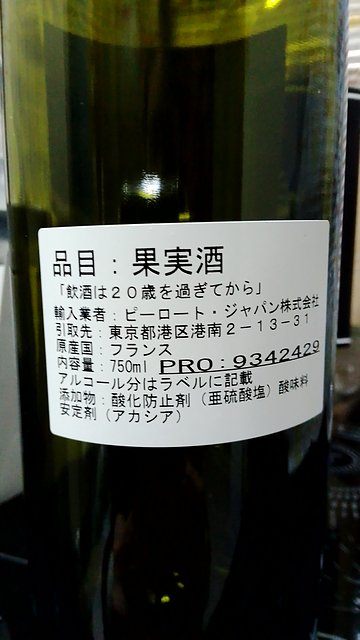 品目：果実酒
「飲酒は２０歳を過ぎてから」
輸入業者：ピーロート・ジャパン株式会社
引取先：東京都港区港南２－１３－３１
原産国：フランス
内容量：750ml PRO：9342429
アルコール分はラベルに記載
添加物：酸化防止剤（亜硫酸塩）酸味料
安定剤（アカシア）